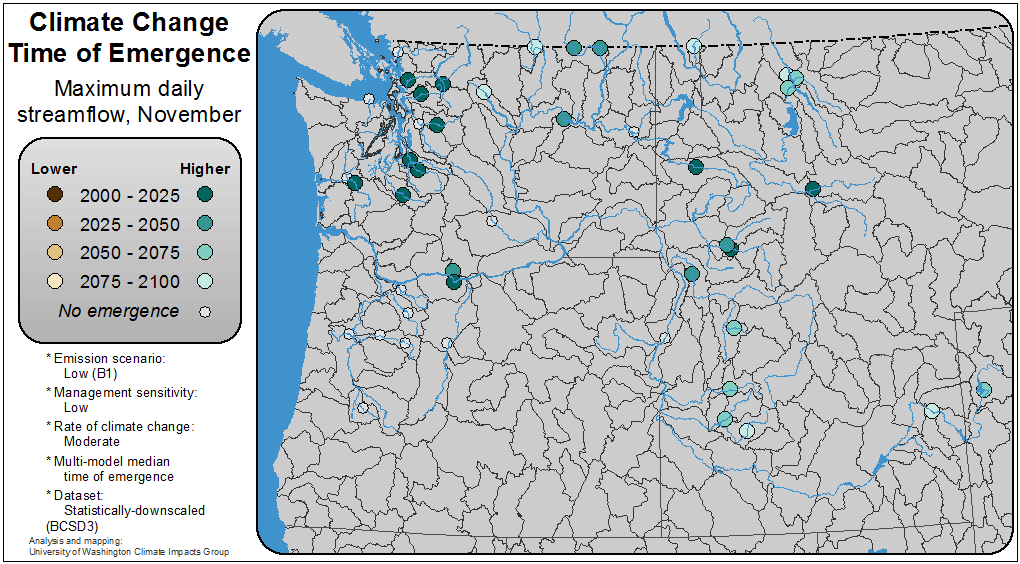 Climate Change
Time of Emergence
Maximum daily
streamflow, November
Lower Higher
2000 - 2025
2025 - 2050
2050 - 2075
2075 - 2100
No emergence
* Emission scenario:
Low (B1)
* Management sensitivity:
Low
* Rate of climate change:
Moderate
* Multi-model median
time of emergence
* Dataset:
Statistically-downscaled
(BCSD3)
Analysis and mapping:
University of Washington Climate Impacts Group